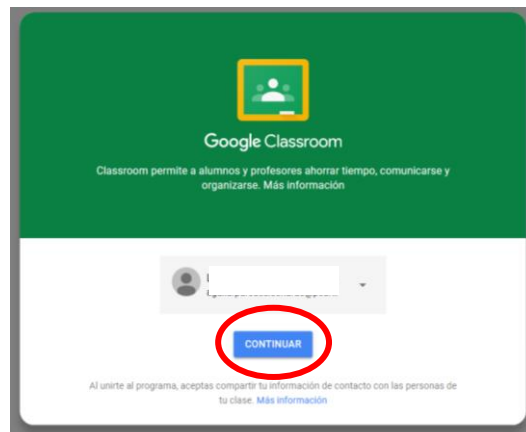 Google Classroom
Classroom permite a alumnos y profesores ahorrar tiempo, comunicarse y
organizarse. Más información
CONTINUAR
Al unirte al programa, aceptas compartir tu información de contacto con las personas de
tu clase. Más información